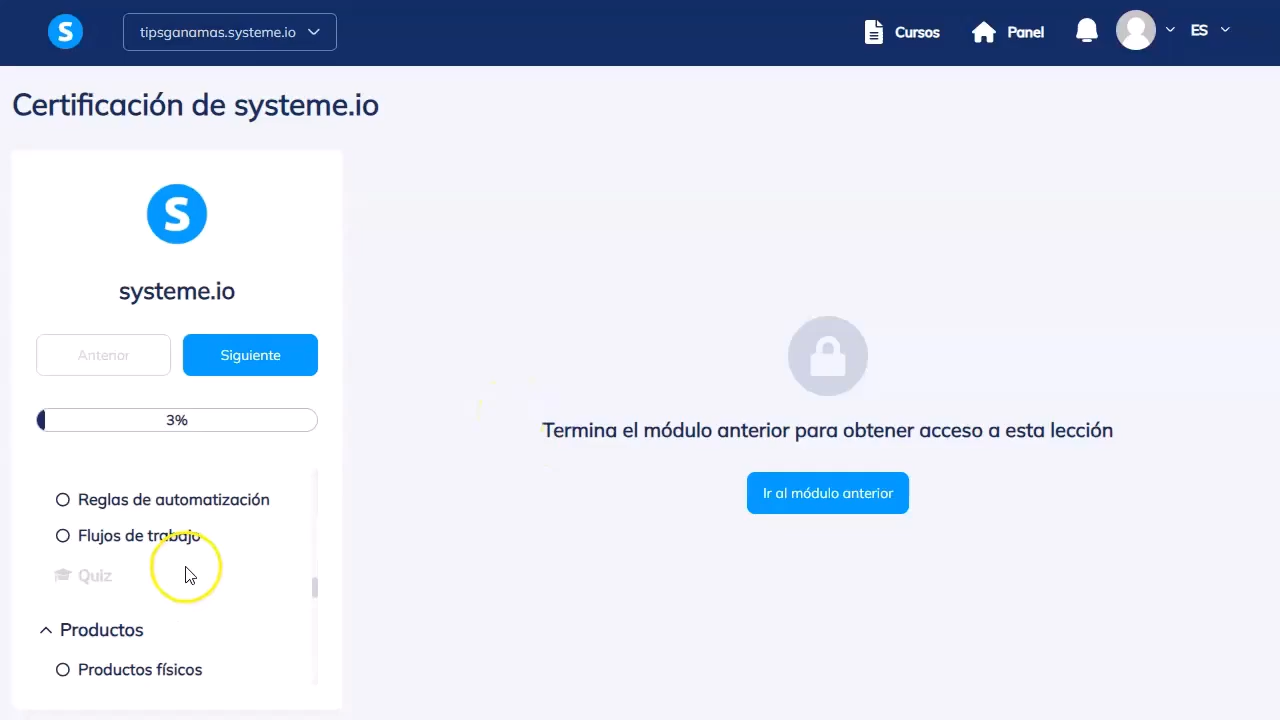 S
tipsganamas.systeme.io
Cursos
Panel
ES
Certificación de systeme.io
S
systeme.io
Anterior
Siguiente
3%
Reglas de automatización
Flujos de trabajo
Quiz
Productos
Productos físicos
Termina el módulo anterior para obtener acceso a esta lección
Ir al módulo anterior